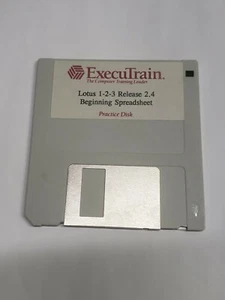 ExecuTrain.
The Computer Training Leader
Lotus 1-2-3 Release 2.4
Beginning Spreadsheet
Practice Disk